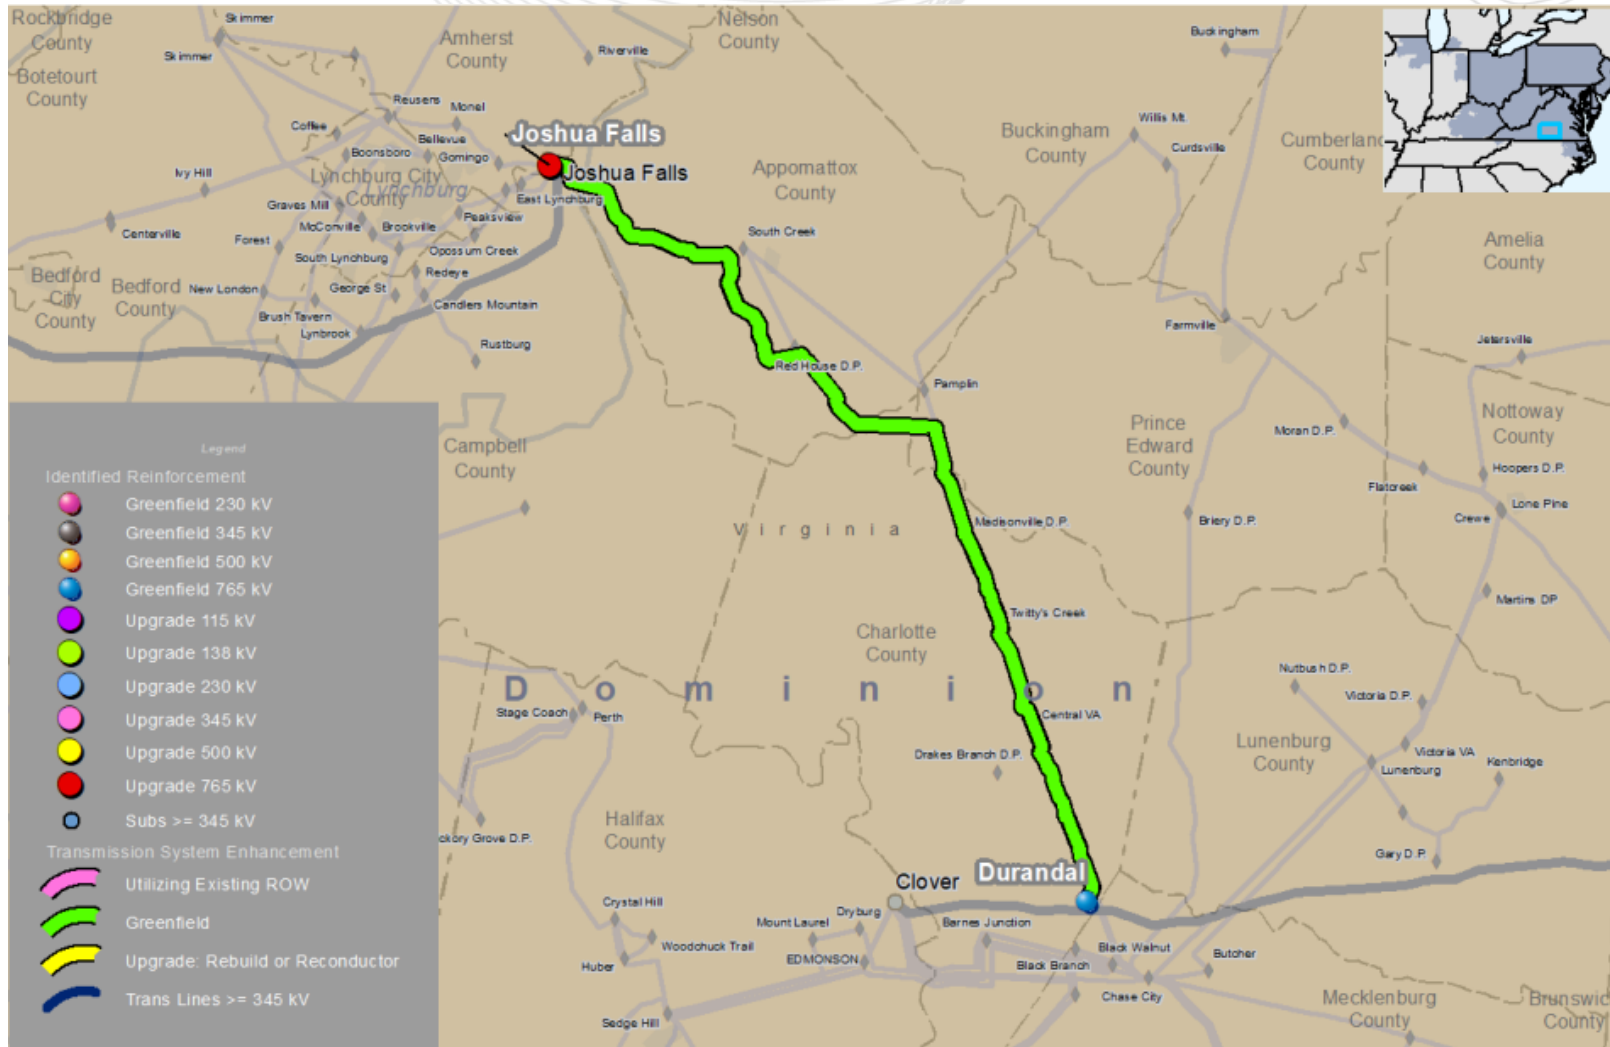 Rockbridge
County
Skimmer
Skimmer
Nelson
County
Amherst
County
Riverville
Buckingham
Botetourt
County
Reusens
Monel
Coffee
Bellevue
Boonsboro
Gomingo
Joshua Falls
Joshua Falls
Willis Mt.
Buckingham
County
Curdsville
Cumberland
County
Ivy Hill
Lynchburg City
County
Lynchburg
Appomattox
County
Graves Mill
East Lynchburg
Peaksview
McConville
Brookville
Centerville
Forest
South Lynchburg
Opossum Creek
South Creek
Amelia
County
Bedford
City
County
Bedford
County
New London
George St
Redeye
Candlers Mountain
Brush Tavern
Lynbrook
Rustburg
Farmville
Jetersville
Red House D.P.
Pamplin
Prince
Edward
County
Nottoway
County
Moran D.P.
Campbell
County
Hoopers D.P.
Flatcreek
Lone Pine
Crewe
Virginia
Madisonville D.P.
Briery D.P.
Martins DP
Twitty's Creek
Charlotte
County
Dominion
Nutbush D.P.
Victoria D.P.
Stage Coach
Perth
Central VA
Drakes Branch D.P.
Lunenburg
County
Victoria VA
Lunenburg
Kenbridge
Halifax
County
ckory Grove D.P.
Gary D.P.
Durandal
Clover
Crystal Hill
Mount Laurel
Dryburg
Barnes Junction
Woodchuck Trail
Huber
EDMONSON
Black Walnut
Black Branch
Butcher
Chase City
Sedge Hill
Mecklenburg
County
Brunswic
County
Legend
Identified Reinforcement
Greenfield 230 kV
Greenfield 345 kV
Greenfield 500 kV
Greenfield 765 kV
Upgrade 115 kV
Upgrade 138 kV
Upgrade 230 kV
Upgrade 345 kV
Upgrade 500 kV
Upgrade 765 kV
Subs >= 345 kV
Transmission System Enhancement
Utilizing Existing ROW
Greenfield
Upgrade: Rebuild or Reconductor
Trans Lines >= 345 kV